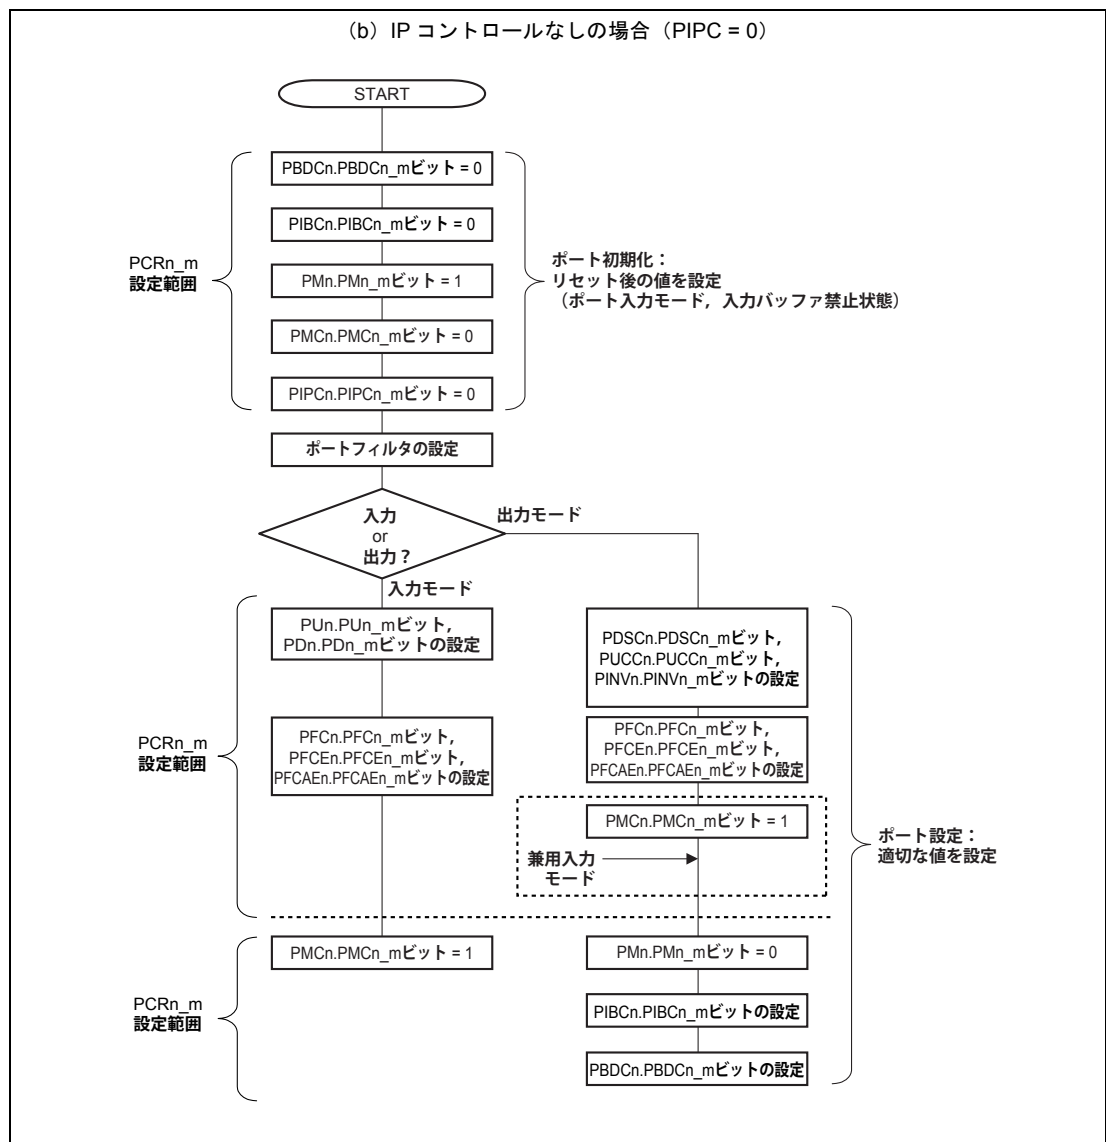 (b) IP コントロールなしの場合（PIPC = 0）
START
PBDCn.PBDCn_mビット = 0
PIBCn.PIBCn_mビット = 0
PMn.PMn_mビット = 1
PMCn.PMCn_mビット = 0
PIPCn.PIPCn_mビット = 0
PCRn_m
設定範囲
ポート初期化：
リセット後の値を設定
（ポート入力モード，入力バッファ禁止状態）
ポートフィルタの設定
入力
or
出力？
出力モード
入力モード
PCRn_m
設定範囲
PUn.PUn_mビット,
PDn.PDn_mビットの設定
PFCn.PFCn_mビット,
PFCEn.PFCEn_mビット,
PFCAEn.PFCAEn_mビットの設定
PDSCn.PDSCn_mビット,
PUCCn.PUCCn_mビット,
PINVn.PINVn_mビットの設定
PFCn.PFCn_mビット,
PFCEn.PFCEn_mビット,
PFCAEn.PFCAEn_mビットの設定
PMCn.PMCn_mビット = 1
兼用入力
モード
ポート設定：
適切な値を設定
PCRn_m
設定範囲
PMCn.PMCn_mビット = 1
PMn.PMn_mビット = 0
PIBCn.PIBCn_mビットの設定
PBDCn.PBDCn_mビットの設定